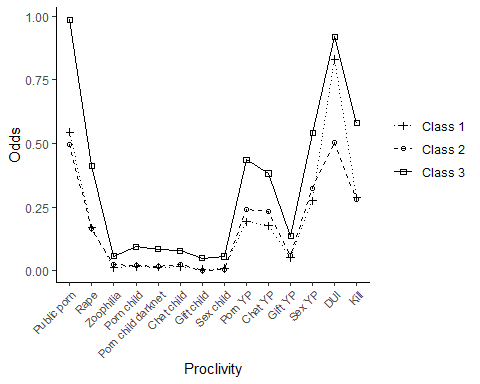 1.00
0.75
0.50
0.25
0.00
Odds
Public porn
Rape
Zoophilia
Porn child
Porn child darknet
Chat child
Gift child
Sex child
Porn YP
Chat YP
Gift YP
Sex YP
DUI
Kill
Proclivity
Class 1
Class 2
Class 3